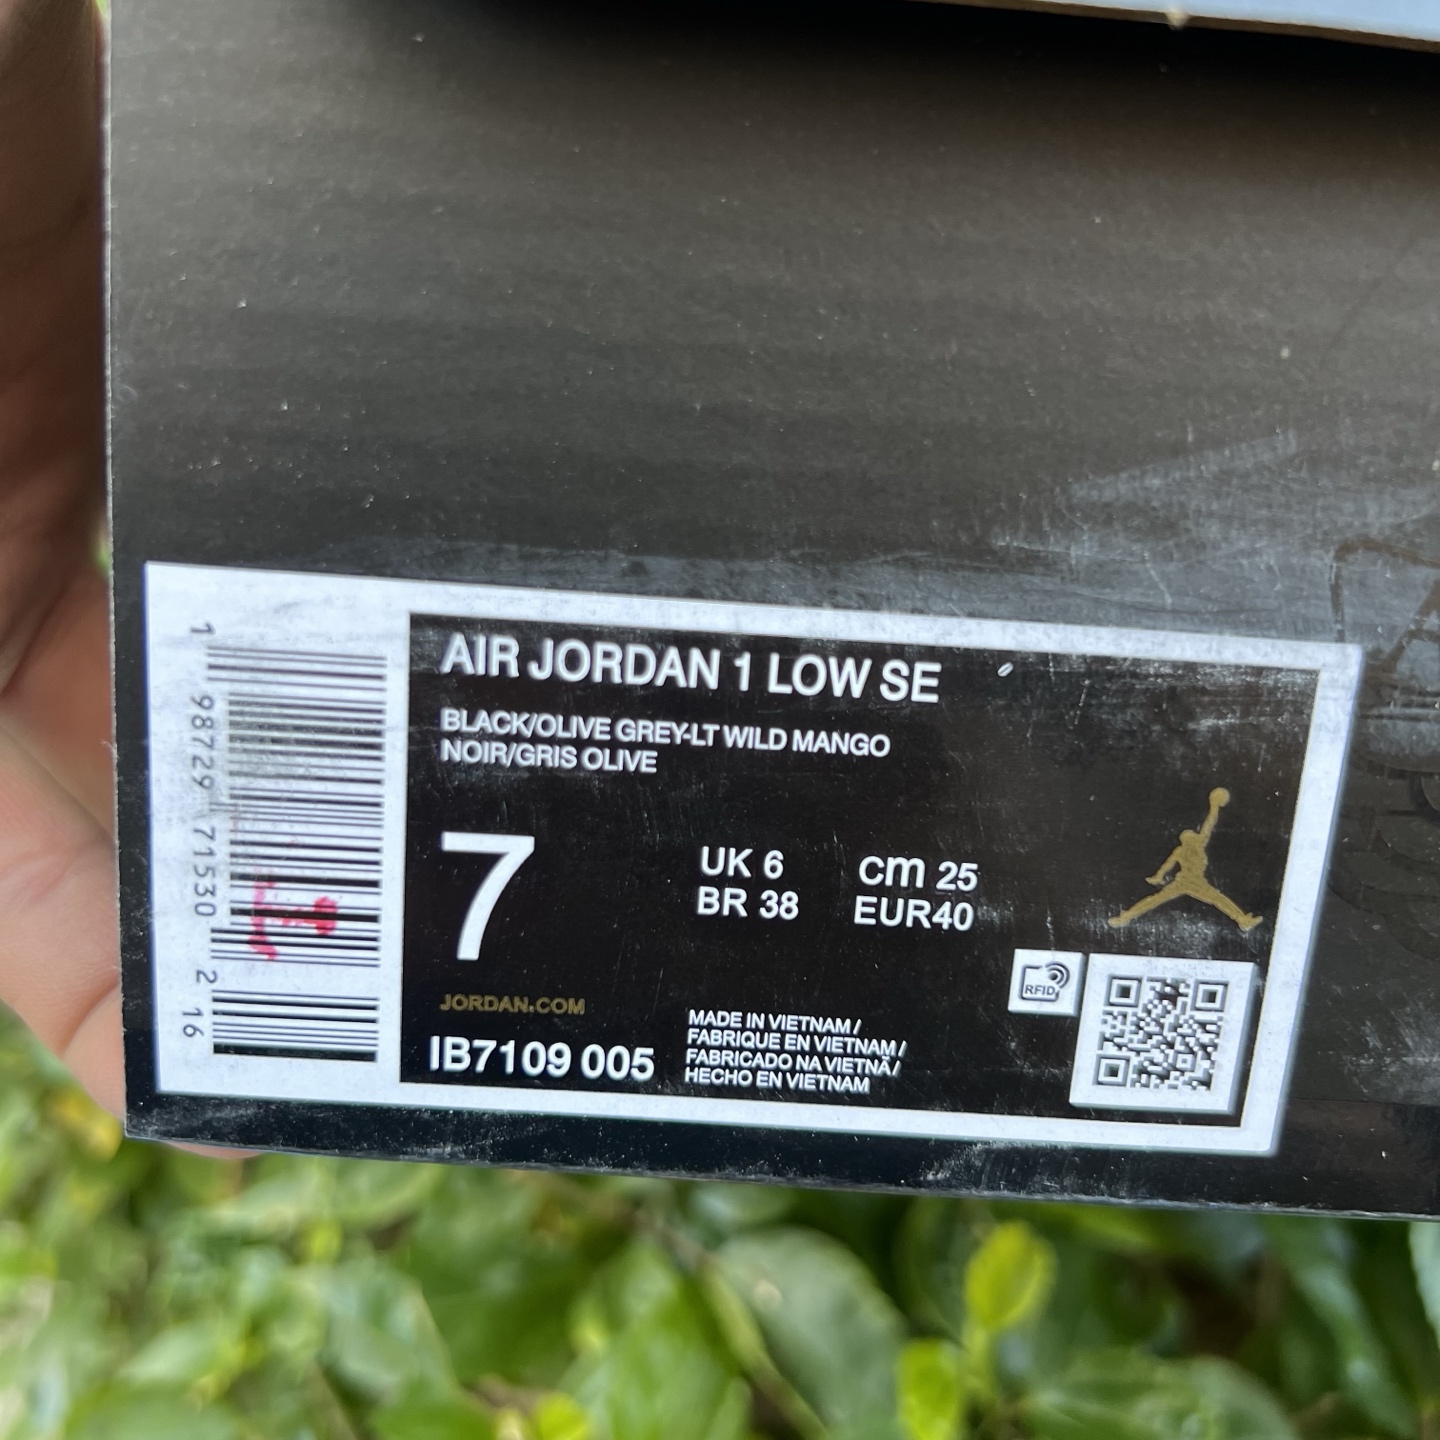 AIR JORDAN 1 LOW SE
BLACK/OLIVE GREY-LT WILD MANGO
NOIR/GRIS OLIVE
7
UK 6
BR 38
cm 25
EUR40
JORDAN.COM
IB7109 005
MADE IN VIETNAM /
FABRIQUE EN VIETNAM /
FABRICADO NA VIETNÃ /
HECHO EN VIETNAM
RFID
1 98729 71530 2 16